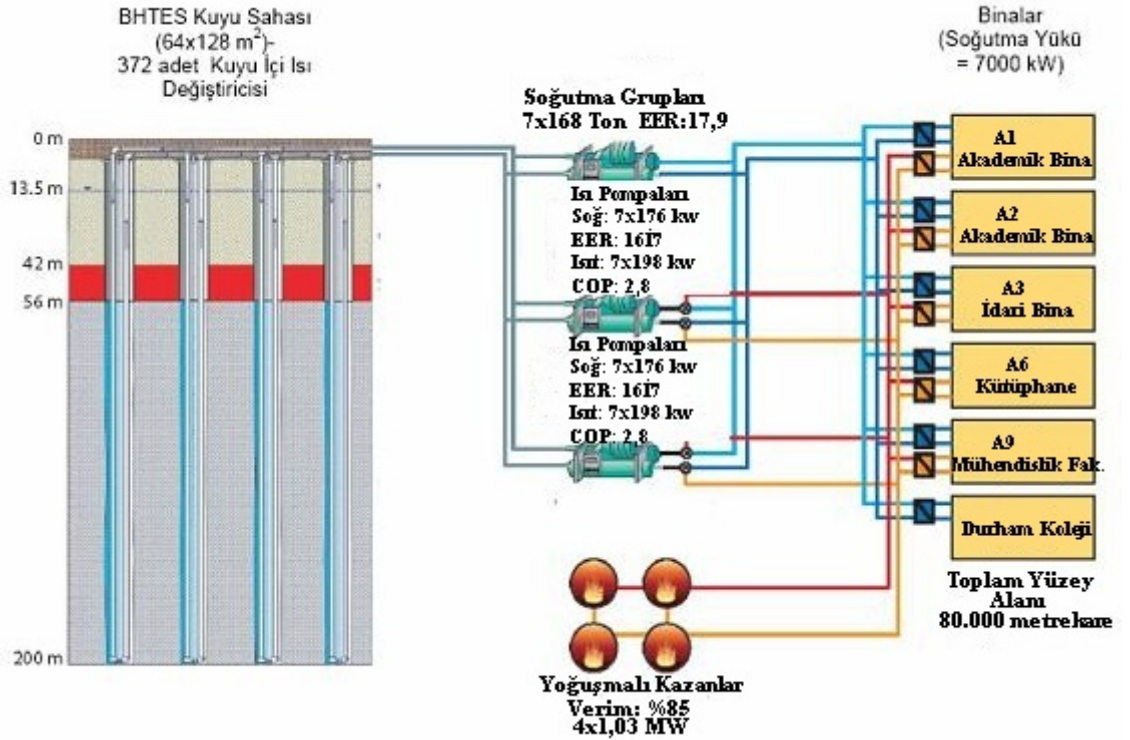 BHTES Kuyu Sahası
(64x128 m²)-
372 adet Kuyu İçi Isı
Değiştiricisi
0 m
13.5 m
42 m
56 m
200 m
Soğutma Grupları
7x168 Ton EER:17,9
Isı Pompaları
Soğ: 7x176 kw
EER: 16İ7
Isıt: 7x198 kw
COP: 2,8
Isı Pompaları
Soğ: 7x176 kw
EER: 16İ7
Isıt: 7x198 kw
COP: 2,8
Yoğuşmalı Kazanlar
Verim: %85
4x1,03 MW
Binalar
(Soğutma Yükü
= 7000 kW)
A1
Akademik Bina
A2
Akademik Bina
A3
İdari Bina
A6
Kütüphane
A9
Mühendislik Fak.
Durham Koleji
Toplam Yüzey
Alanı
80.000 metrekare